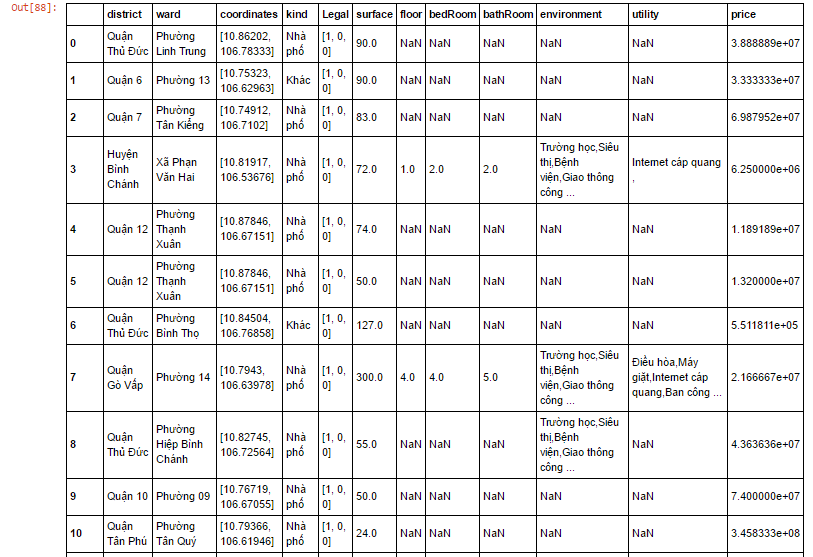 Out[88]:
district
ward
coordinates
kind
Legal
surface
floor
bedRoom
bathRoom
environment
utility
price
0
Quận
Thủ Đức
Phường
Linh Trung
[10.86202,
106.78333]
Nhà
phố
[1, 0,
0]
90.0
NaN
NaN
NaN
NaN
NaN
3.888889e+07
1
Quận 6
Phường 13
[10.75323,
106.62963]
Khác
[1, 0,
0]
90.0
NaN
NaN
NaN
NaN
NaN
3.333333e+07
2
Quận 7
Phường
Tân Kiểng
[10.74912,
106.7102]
Nhà
phố
[1, 0,
0]
83.0
NaN
NaN
NaN
NaN
NaN
6.987952e+07
3
Huyện
Bình
Chánh
Xã Phạn
Văn Hai
[10.81917,
106.53676]
Nhà
phố
[1, 0,
0]
72.0
1.0
2.0
2.0
Trường học,Siêu
thị,Bệnh
viện,Giao thông
công ...
Internet cáp quang
,
6.250000e+06
4
Quận 12
Phường
Thạnh
Xuân
[10.87846,
106.67151]
Nhà
phố
[1, 0,
0]
74.0
NaN
NaN
NaN
NaN
NaN
1.189189e+07
5
Quận 12
Phường
Thạnh
Xuân
[10.87846,
106.67151]
Nhà
phố
[1, 0,
0]
50.0
NaN
NaN
NaN
NaN
NaN
1.320000e+07
6
Quận
Thủ Đức
Phường
Bình Thọ
[10.84504,
106.76858]
Khác
[1, 0,
0]
127.0
NaN
NaN
NaN
NaN
NaN
5.511811e+05
7
Quận
Gò Vấp
Phường 14
[10.7943,
106.63978]
Nhà
phố
[1, 0,
0]
300.0
4.0
4.0
5.0
Trường học,Siêu
thị,Bệnh
viện,Giao thông
công ...
Điều hòa,Máy
giặt,Internet cáp
quang,Ban công ...
2.166667e+07
8
Quận
Thủ Đức
Phường
Hiệp Bình
Chánh
[10.82745,
106.72564]
Nhà
phố
[1, 0,
0]
55.0
NaN
NaN
NaN
Trường học,Siêu
thị,Bệnh
viện,Giao thông
công ...
NaN
4.363636e+07
9
Quận 10
Phường 09
[10.76719,
106.67055]
Nhà
phố
[1, 0,
0]
50.0
NaN
NaN
NaN
NaN
NaN
7.400000e+07
10
Quận
Tân Phú
Phường
Tân Quý
[10.79366,
106.61946]
Nhà
phố
[1, 0,
0]
24.0
NaN
NaN
NaN
NaN
NaN
3.458333e+08